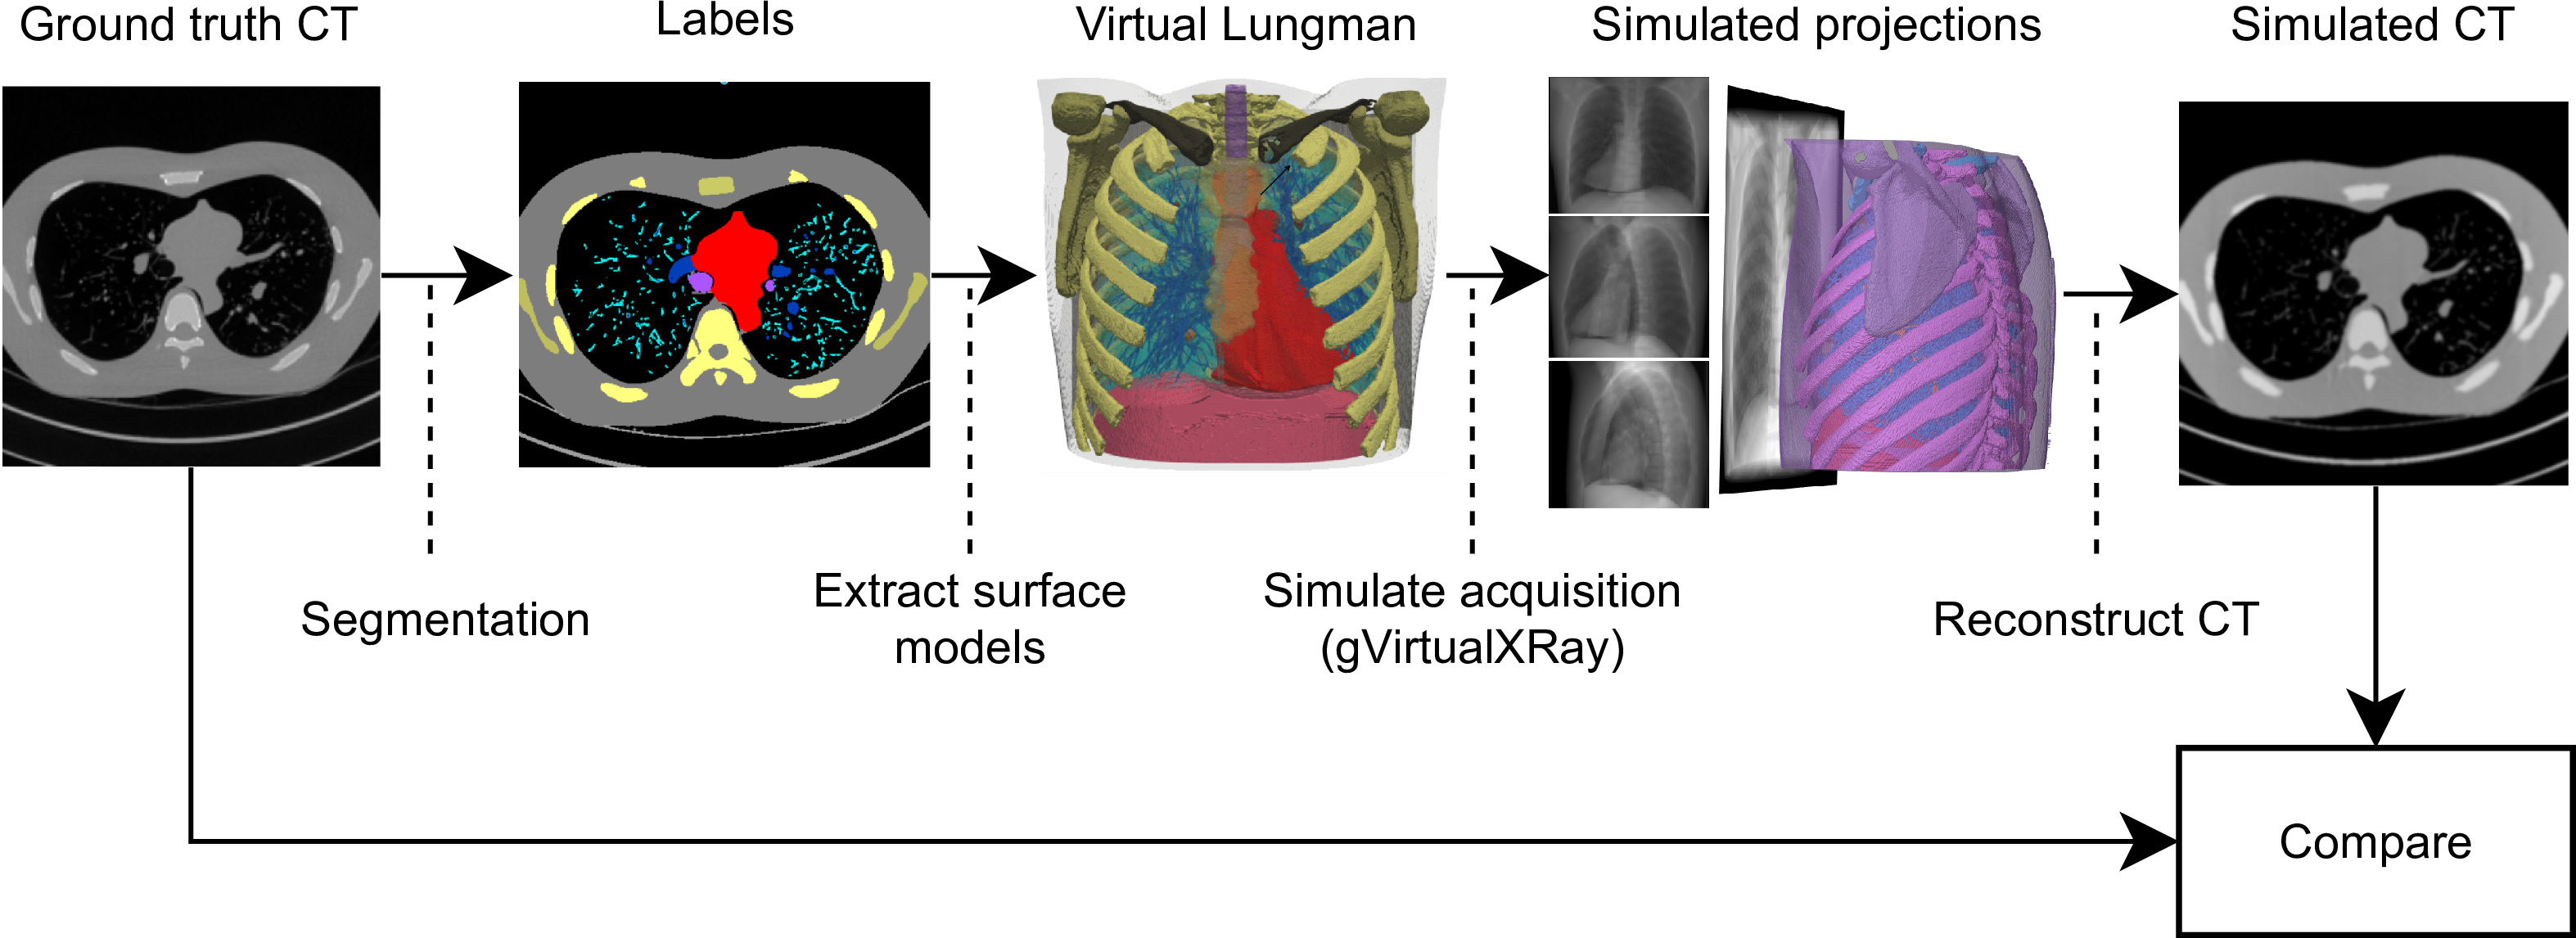 Ground truth CT
Labels
Virtual Lungman
Simulated projections
Simulated CT
Segmentation
Extract surface
models
Simulate acquisition
(gVirtualXRay)
Reconstruct CT
Compare